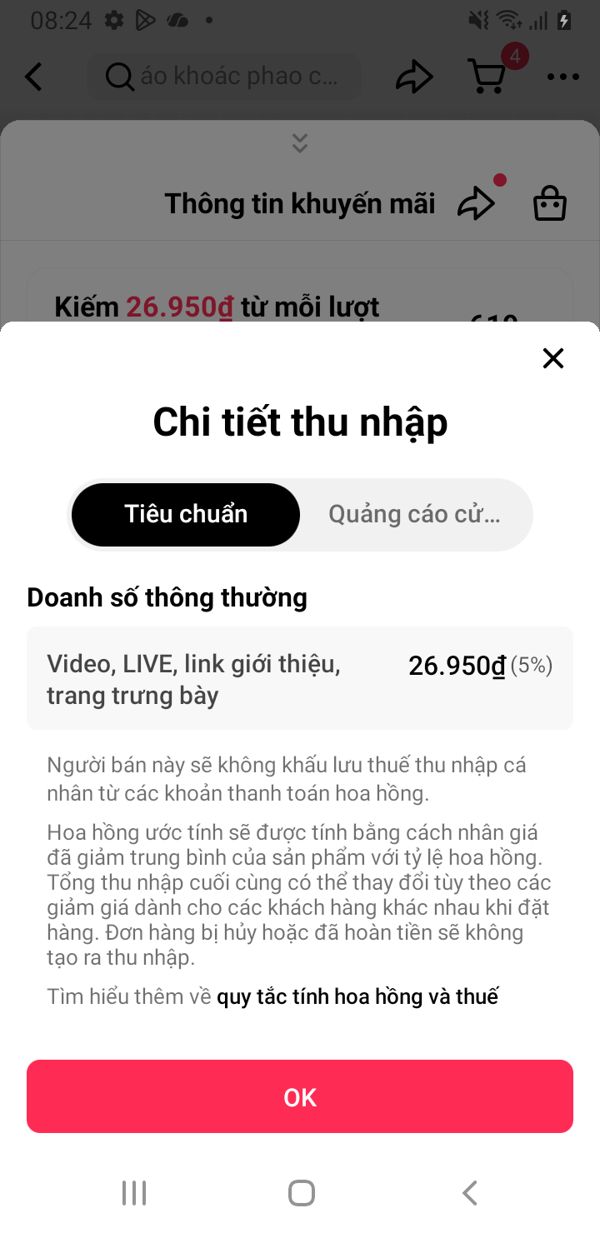 08:24
4
áo khoác phao c...
Thông tin khuyến mãi
Kiếm 26.950₫ từ mỗi lượt
Chi tiết thu nhập
Tiêu chuẩn
Quảng cáo cử...
Doanh số thông thường
Video, LIVE, link giới thiệu,
trang trưng bày
26.950₫ (5%)
Người bán này sẽ không khấu lưu thuế thu nhập cá
nhân từ các khoản thanh toán hoa hồng.
Hoa hồng ước tính sẽ được tính bằng cách nhân giá
đã giảm trung bình của sản phẩm với tỷ lệ hoa hồng.
Tổng thu nhập cuối cùng có thể thay đổi tùy theo các
giảm giá dành cho các khách hàng khác nhau khi đặt
hàng. Đơn hàng bị hủy hoặc đã hoàn tiền sẽ không
tạo ra thu nhập.
Tìm hiểu thêm về quy tắc tính hoa hồng và thuế
OK